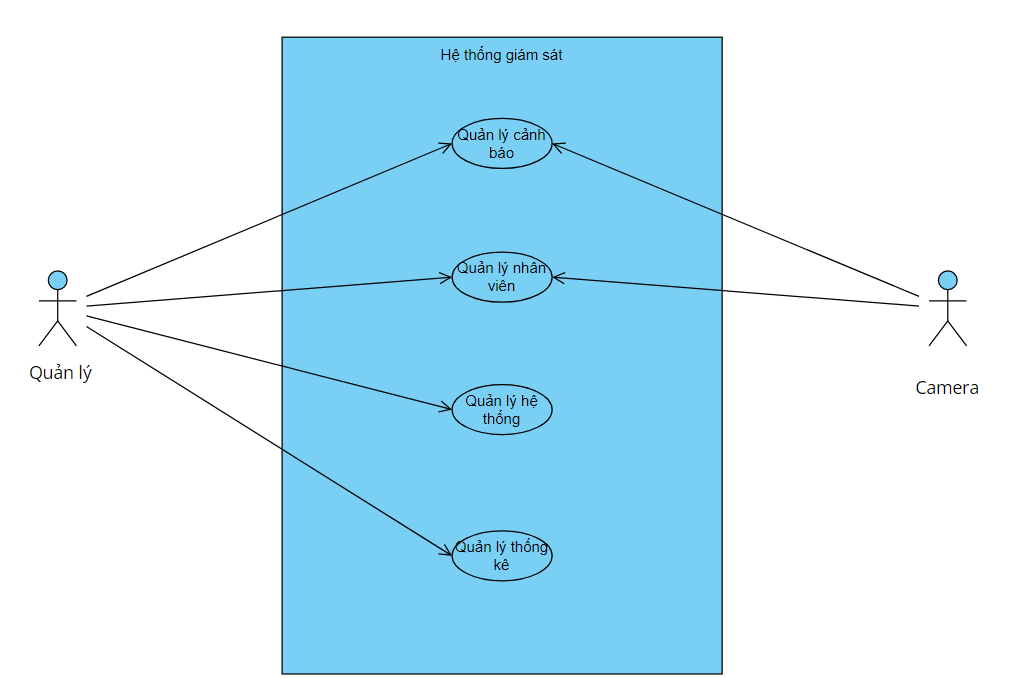 Hệ thống giám sát
Quản lý cảnh
báo
Quản lý nhân
viên
Quản lý
Camera
Quản lý hệ
thống
Quản lý thống
kê